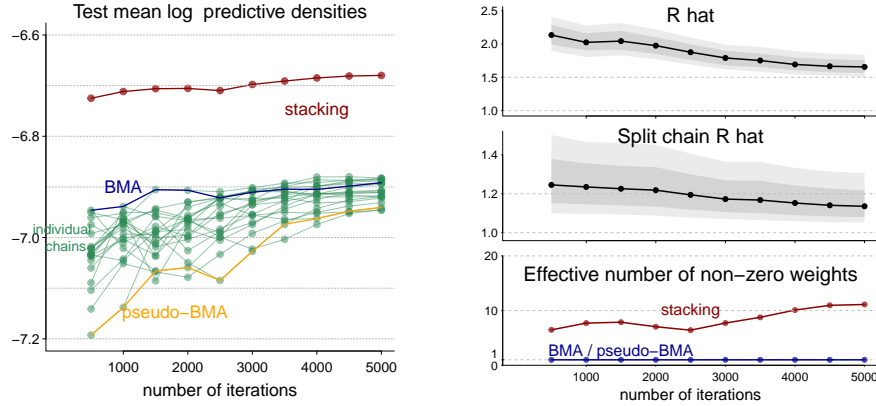 Test mean log predictive densities
−6.6
−6.8
−7.0
−7.2
stacking
BMA
individual
chains
pseudo−BMA
1000
2000
3000
4000
5000
number of iterations
R hat
2.5
2.0
1.5
1.0
Split chain R hat
1.4
1.2
1.0
Effective number of non−zero weights
20
10
1
0
stacking
BMA / pseudo−BMA
1000
2000
3000
4000
5000
number of iterations